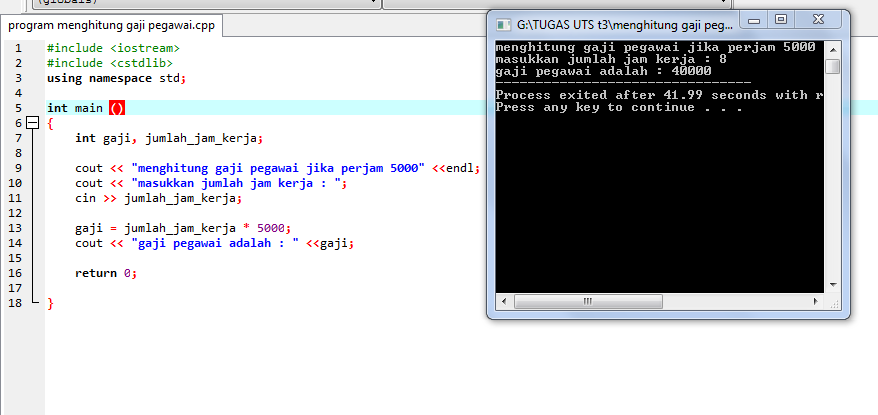 (globals)
program menghitung gaji pegawai.cpp
1 #include <iostream>
2 #include <cstdlib>
3 using namespace std;
4
5 int main ()
6 {
7 int gaji, jumlah_jam_kerja;
8
9 cout << "menghitung gaji pegawai jika perjam 5000" <<endl;
10 cout << "masukkan jumlah jam kerja : ";
11 cin >> jumlah_jam_kerja;
12
13 gaji = jumlah_jam_kerja * 5000;
14 cout << "gaji pegawai adalah : " <<gaji;
15
16 return 0;
17
18 }
G:\TUGAS UTS t3\menghitung gaji peg...
menghitung gaji pegawai jika perjam 5000
masukkan jumlah jam kerja : 8
gaji pegawai adalah : 40000
--------------------------------
Process exited after 41.99 seconds with r
Press any key to continue . . .